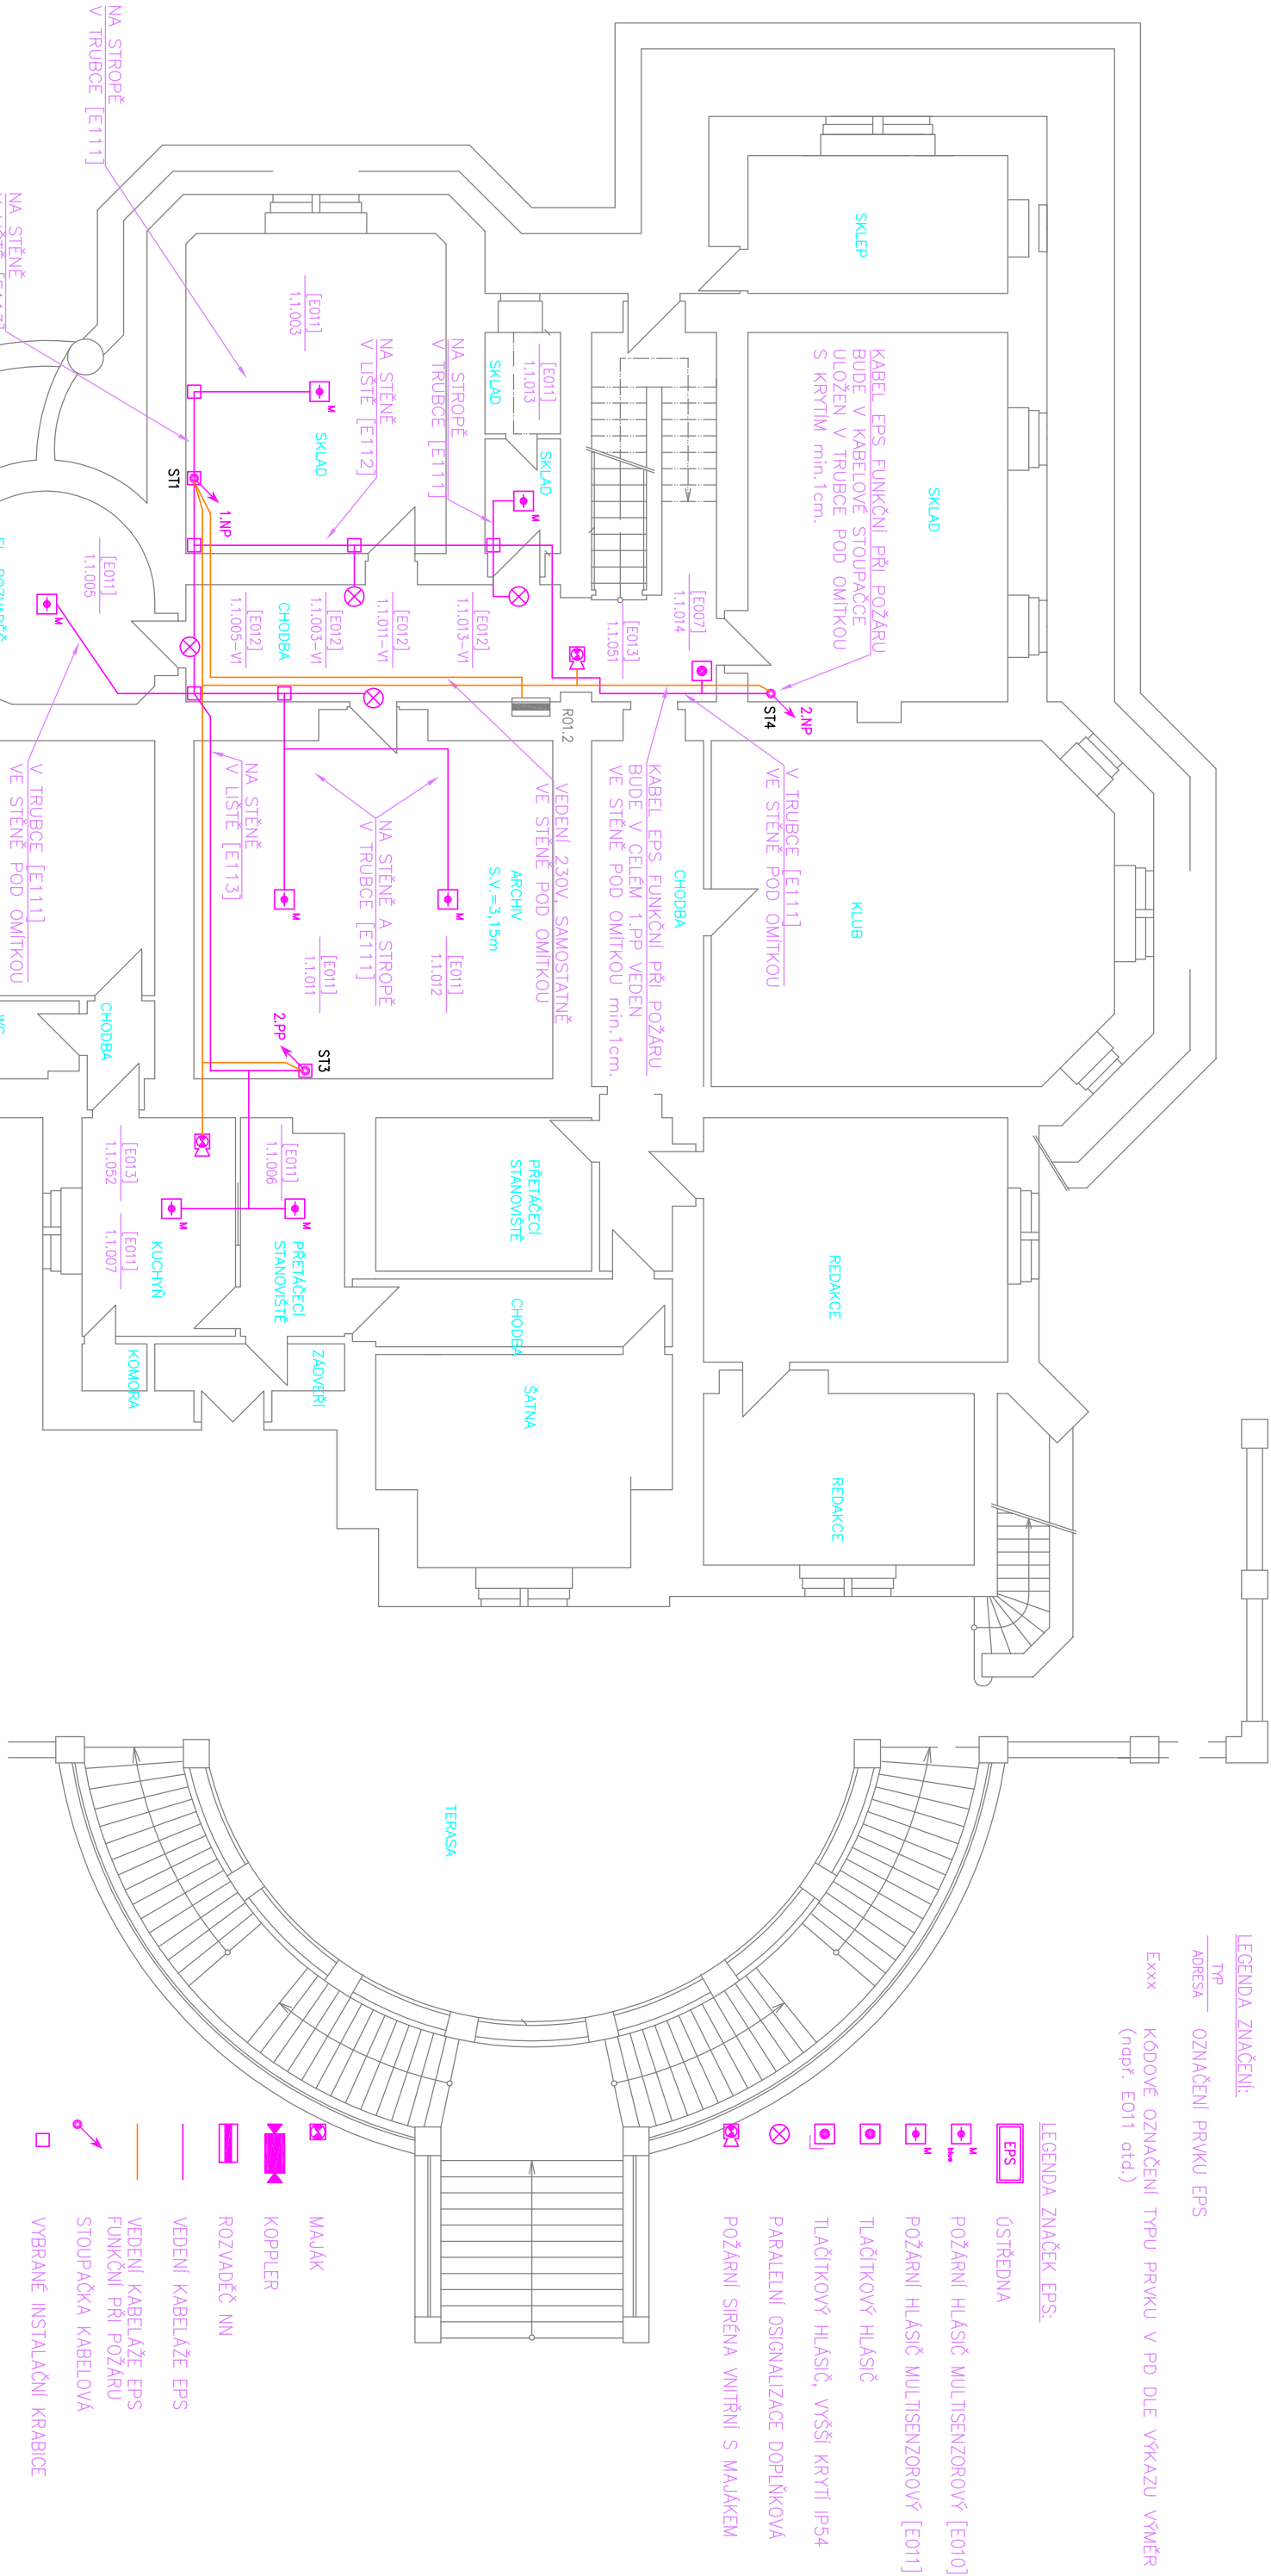 LEGENDA ZNAČENÍ:
TYP
ADRESA
OZNAČENÍ PRVKU EPS
Exxx
KÓDOVÉ OZNAČENÍ TYPU PRVKU V PD DLE VÝKAZU VÝMĚR
(např. E011 atd.)
LEGENDA ZNAČEK EPS:
EPS
ÚSTŘEDNA
M
blue
POŽÁRNÍ HLÁSIČ MULTISENZOROVÝ [E010]
M
POŽÁRNÍ HLÁSIČ MULTISENZOROVÝ [E011]
TLAČÍTKOVÝ HLÁSIČ
TLAČÍTKOVÝ HLÁSIČ, VYŠŠÍ KRYTÍ IP54
PARALELNÍ OSIGNALIZACE DOPLŇKOVÁ
POŽÁRNÍ SIRÉNA VNITŘNÍ S MAJÁKEM
MAJÁK
KOPPLER
ROZVADĚČ NN
VEDENÍ KABELÁŽE EPS
VEDENÍ KABELÁŽE EPS
FUNKČNÍ PŘI POŽÁRU
STOUPAČKA KABELOVÁ
VYBRANÉ INSTALAČNÍ KRABICE
SKLEP
SKLAD
KABEL EPS FUNKČNÍ PŘI POŽÁRU
BUDE V KABELOVÉ STOUPAČCE
ULOŽEN V TRUBCE POD OMÍTKOU
S KRYTÍM min.1cm.
KLUB
REDAKCE
REDAKCE
2.NP
ST4
V TRUBCE [E111]
VE STĚNĚ POD OMÍTKOU
[E007]
1.1.014
CHODBA
KABEL EPS FUNKČNÍ PŘI POŽÁRU
BUDE V CELÉM 1.PP VEDEN
VE STĚNĚ POD OMÍTKOU min.1cm.
[E013]
1.1.051
R01.2
VEDENÍ 230V, SAMOSTATNĚ
VE STĚNĚ POD OMÍTKOU
[E011]
1.1.013
SKLAD
SKLAD
M
NA STROPĚ
V TRUBCE [E111]
[E012]
1.1.013-V1
ARCHIV
S.V.=3,15m
M
[E011]
1.1.012
PŘETÁČECÍ
STANOVIŠTĚ
CHODBA
ŠATNA
TERASA
NA STĚNĚ
V LIŠTĚ [E112]
[E012]
1.1.011-V1
NA STĚNĚ A STROPĚ
V TRUBCE [E111]
[E011]
1.1.003
M
SKLAD
[E012]
1.1.003-V1
CHODBA
M
[E011]
1.1.011
ST3
2.PP
M
PŘETÁČECÍ
STANOVIŠTĚ
ZÁDVEŘÍ
[E011]
1.1.006
[E012]
1.1.005-V1
NA STĚNĚ
V LIŠTĚ [E113]
1.NP
ST1
M
KUCHYŇ
KOMORA
[E013]
1.1.052
[E011]
1.1.007
NA STROPĚ
V TRUBCE [E111]
[E011]
1.1.005
CHODBA
M
V TRUBCE [E111]
VE STĚNĚ POD OMÍTKOU
NA STĚNĚ
WC